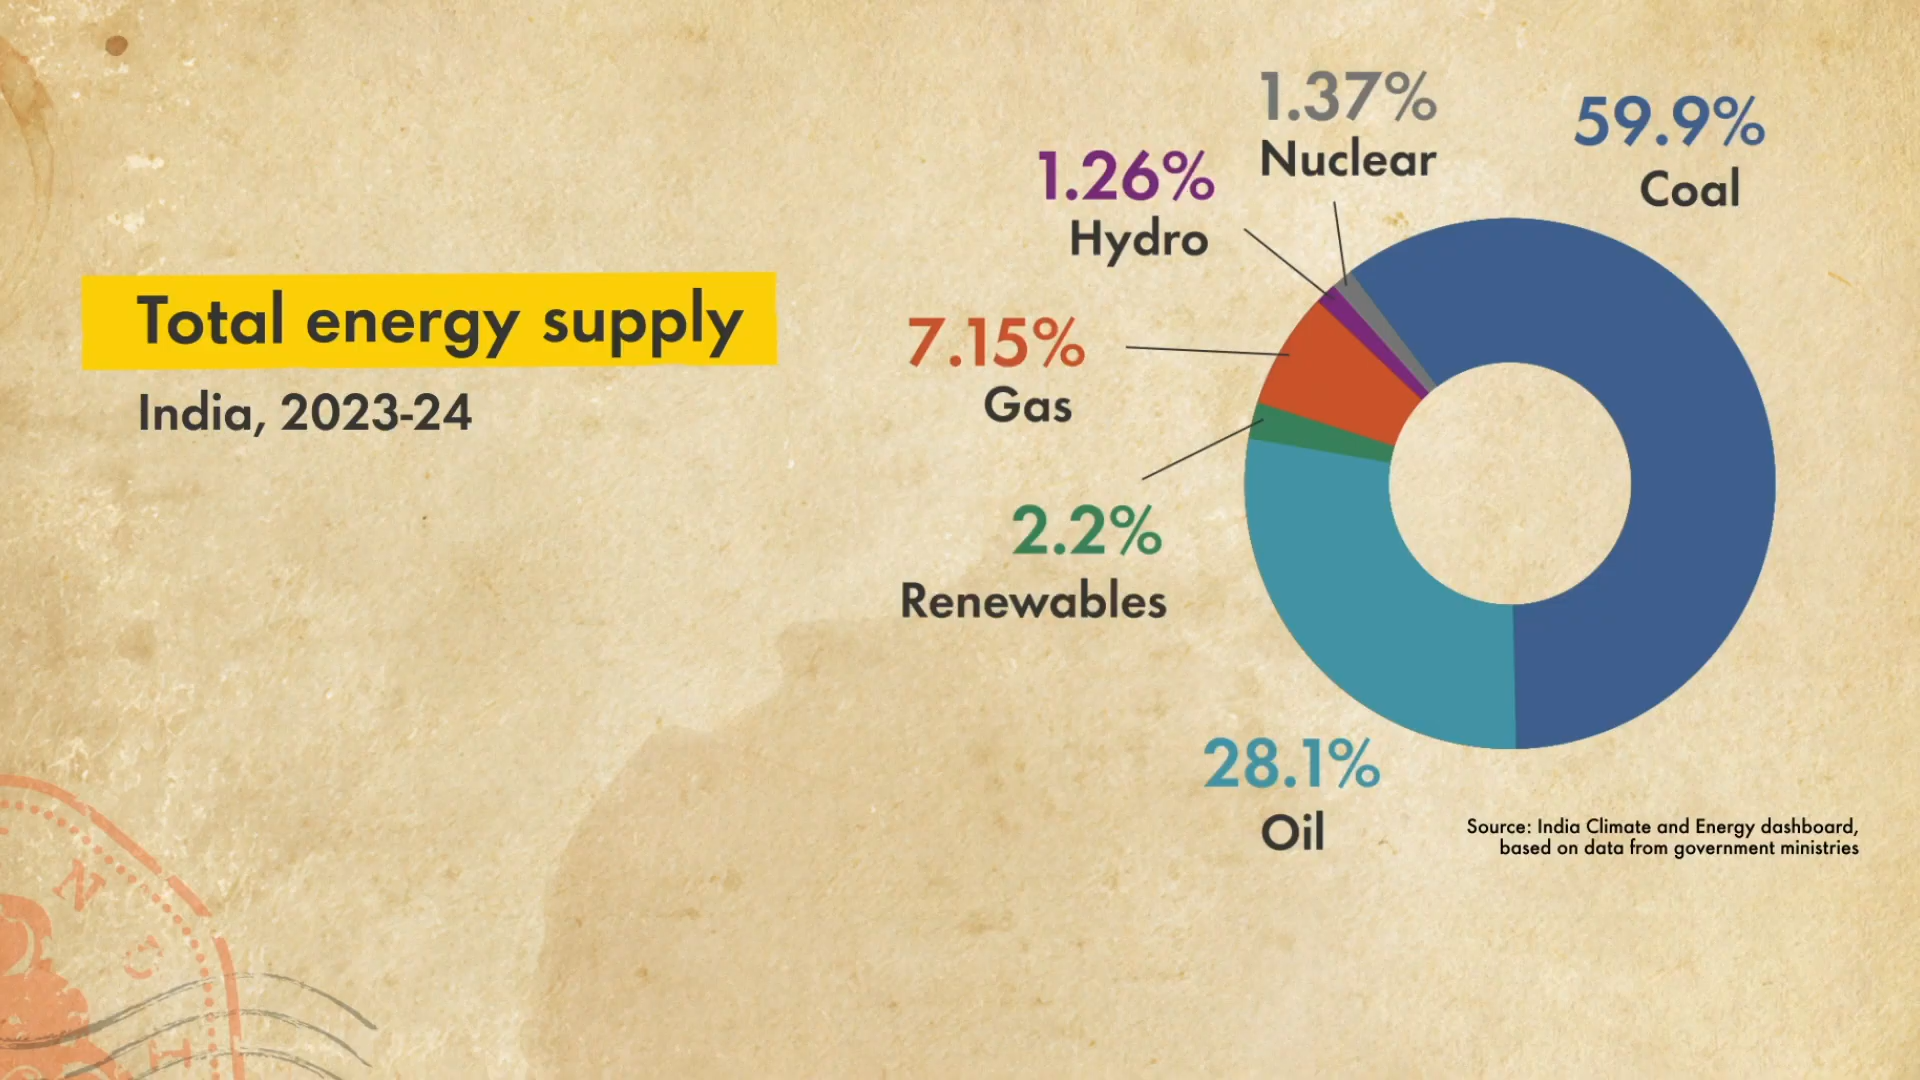 Total energy supply
India, 2023-24
1.37%
Nuclear
59.9%
Coal
1.26%
Hydro
7.15%
Gas
2.2%
Renewables
28.1%
Oil
Source: India Climate and Energy dashboard,
based on data from government ministries